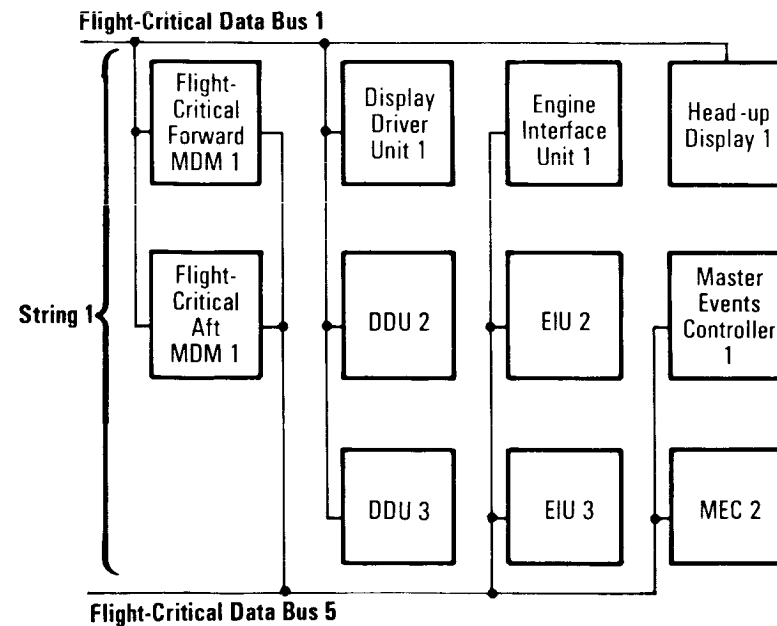 Flight-Critical Data Bus 1
Flight-
Critical
Forward
MDM 1
Display
Driver
Unit 1
Engine
Interface
Unit 1
Head-up
Display 1
String 1
Flight-
Critical
Aft
MDM 1
DDU 2
EIU 2
Master
Events
Controller
1
DDU 3
EIU 3
MEC 2
Flight-Critical Data Bus 5